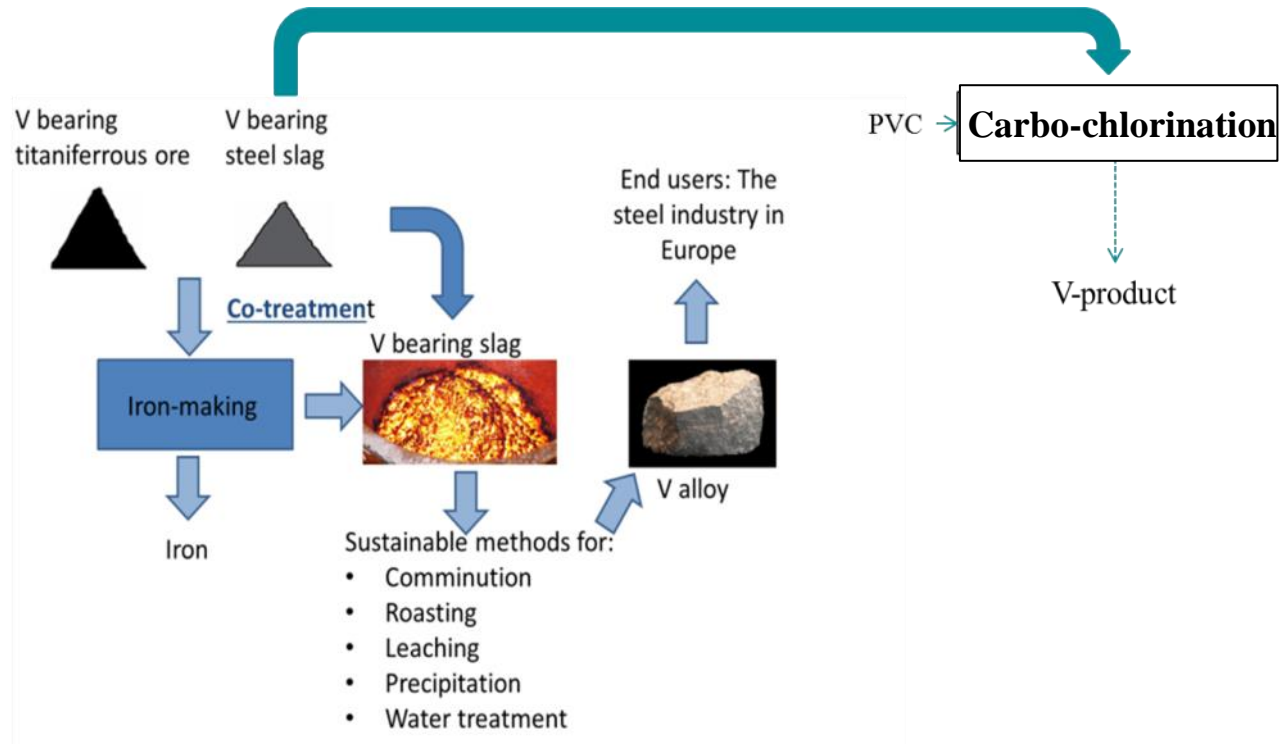 V bearing
titaniferrous ore
V bearing
steel slag
PVC
Carbo-chlorination
End users: The
steel industry in
Europe
V-product
Co-treatment
V bearing slag
Iron-making
V alloy
Iron
Sustainable methods for:
• Comminution
• Roasting
• Leaching
• Precipitation
• Water treatment